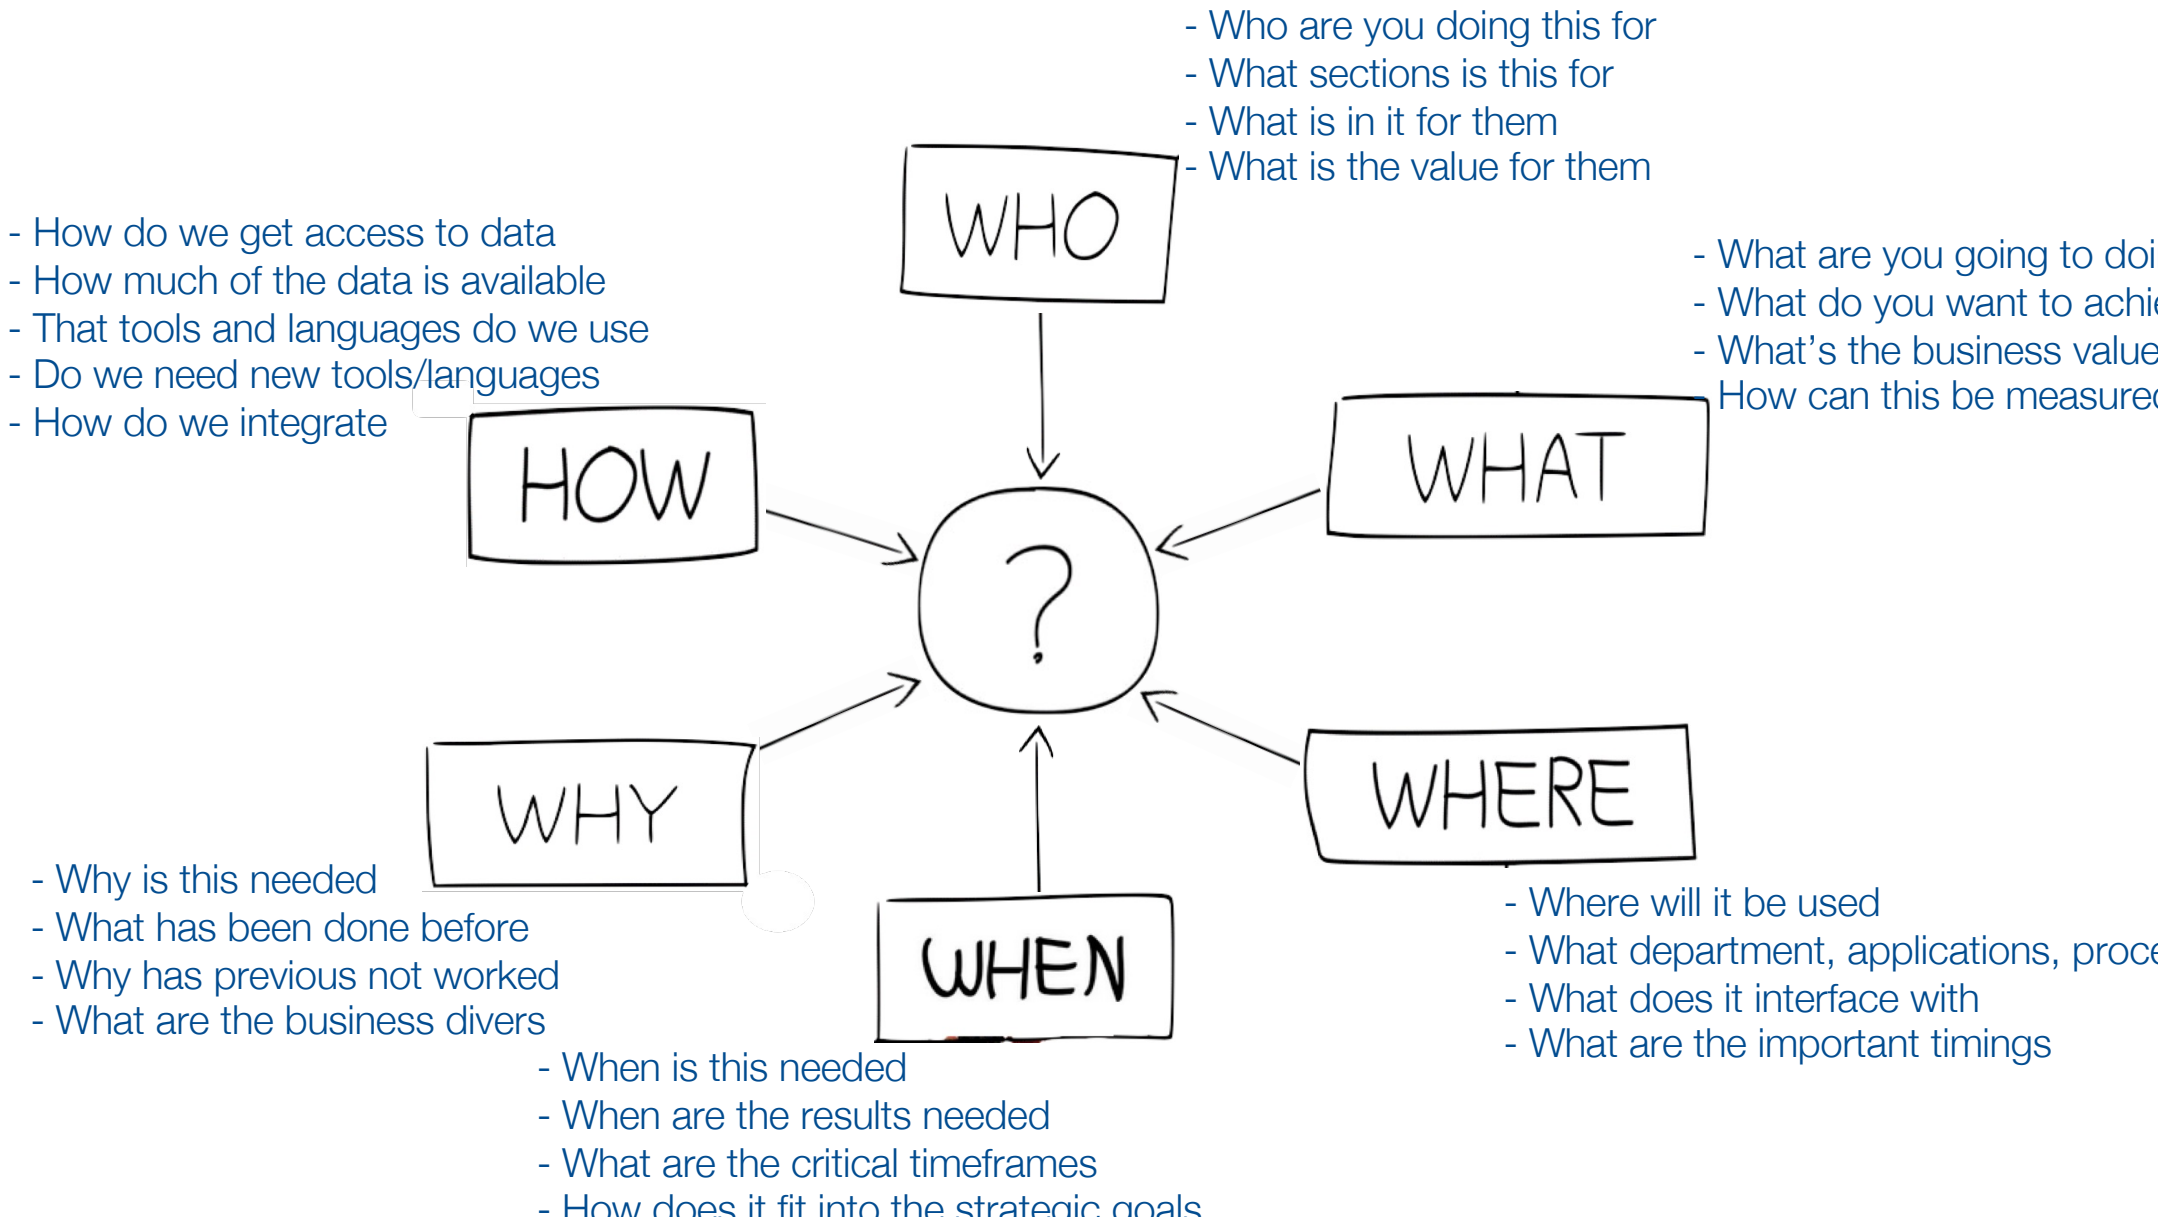 - Who are you doing this for
- What sections is this for
- What is in it for them
- What is the value for them
WHO
- How do we get access to data
- How much of the data is available
- That tools and languages do we use
- Do we need new tools/languages
- How do we integrate
HOW
- What are you going to doi
- What do you want to achie
- What's the business value
- How can this be measured
WHAT
?
WHY
- Why is this needed
- What has been done before
- Why has previous not worked
- What are the business divers
WHERE
- Where will it be used
- What department, applications, proce
- What does it interface with
- What are the important timings
WHEN
- When is this needed
- When are the results needed
- What are the critical timeframes
- How does it fit into the strategic goals